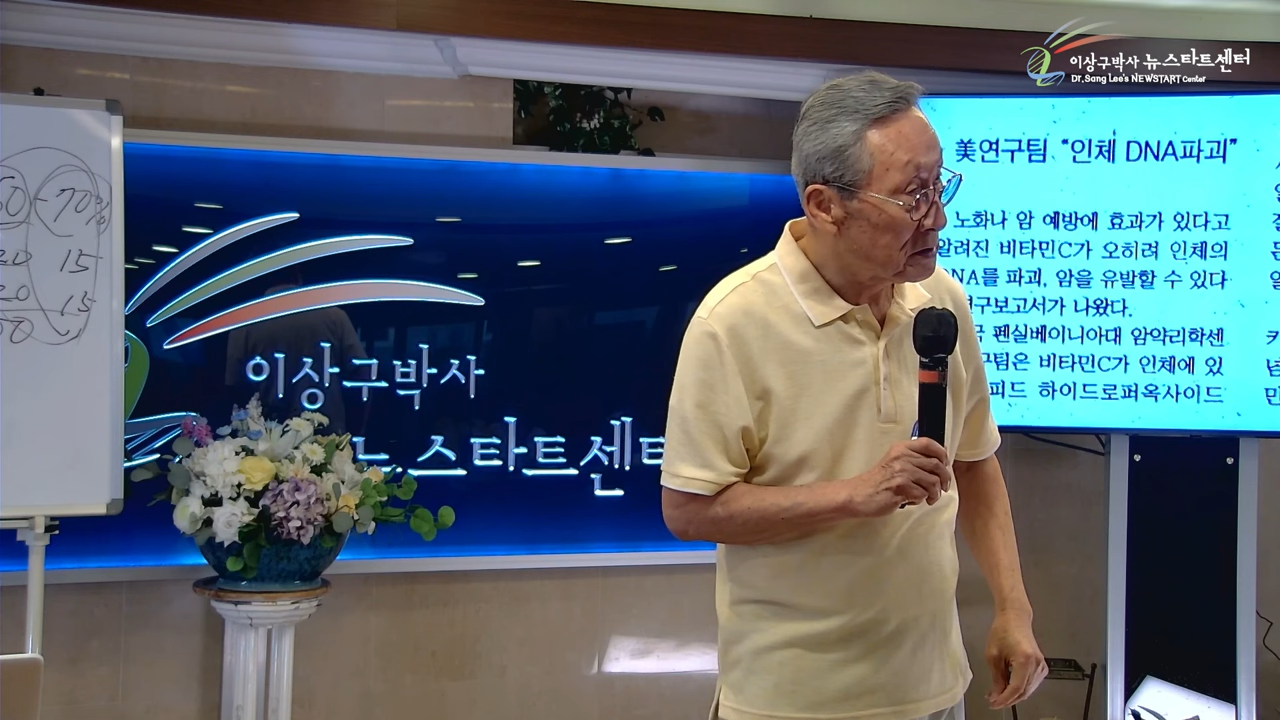 이상구박사 뉴스타트센터
Dr. Sang Lee's NEWSTART Center
-70%
20 15
20 15
이상구박사
뉴스타트센터
美연구팀 “인체 DNA파괴”
노화나 암 예방에 효과가 있다고
알려진 비타민C가 오히려 인체의
DNA를 파괴, 암을 유발할 수 있다
연구보고서가 나왔다.
펜실베이니아대 암약리학센
구팀은 비타민C가 인체에 있
피드 하이드로퍼옥사이드